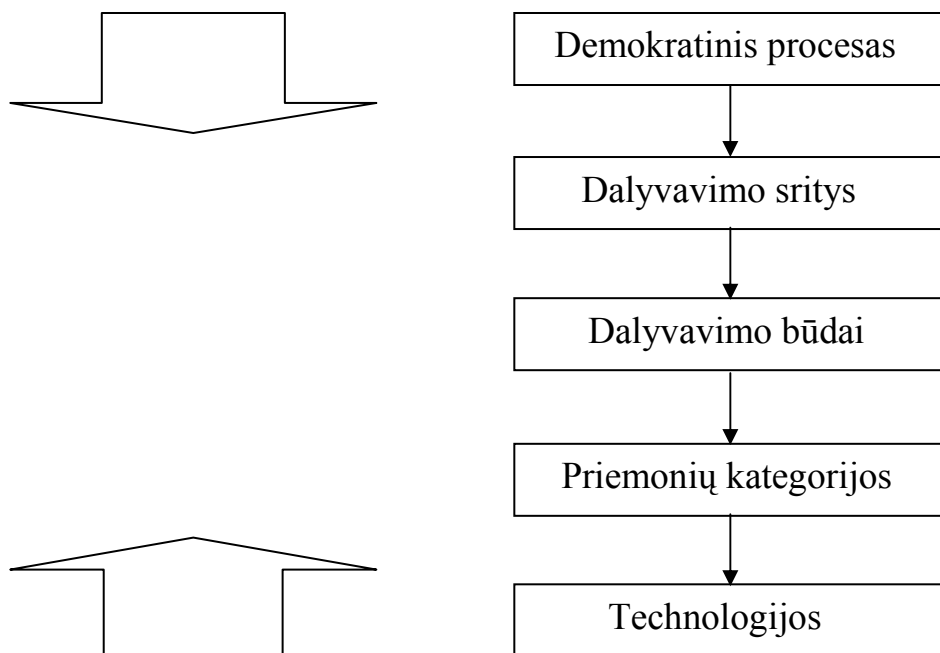 Demokratinis procesas
Dalyvavimo sritys
Dalyvavimo būdai
Priemonių kategorijos
Technologijos